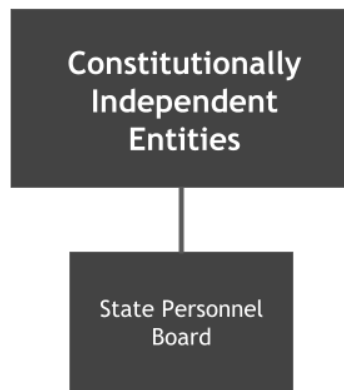 Constitutionally
Independent
Entities
State Personnel
Board